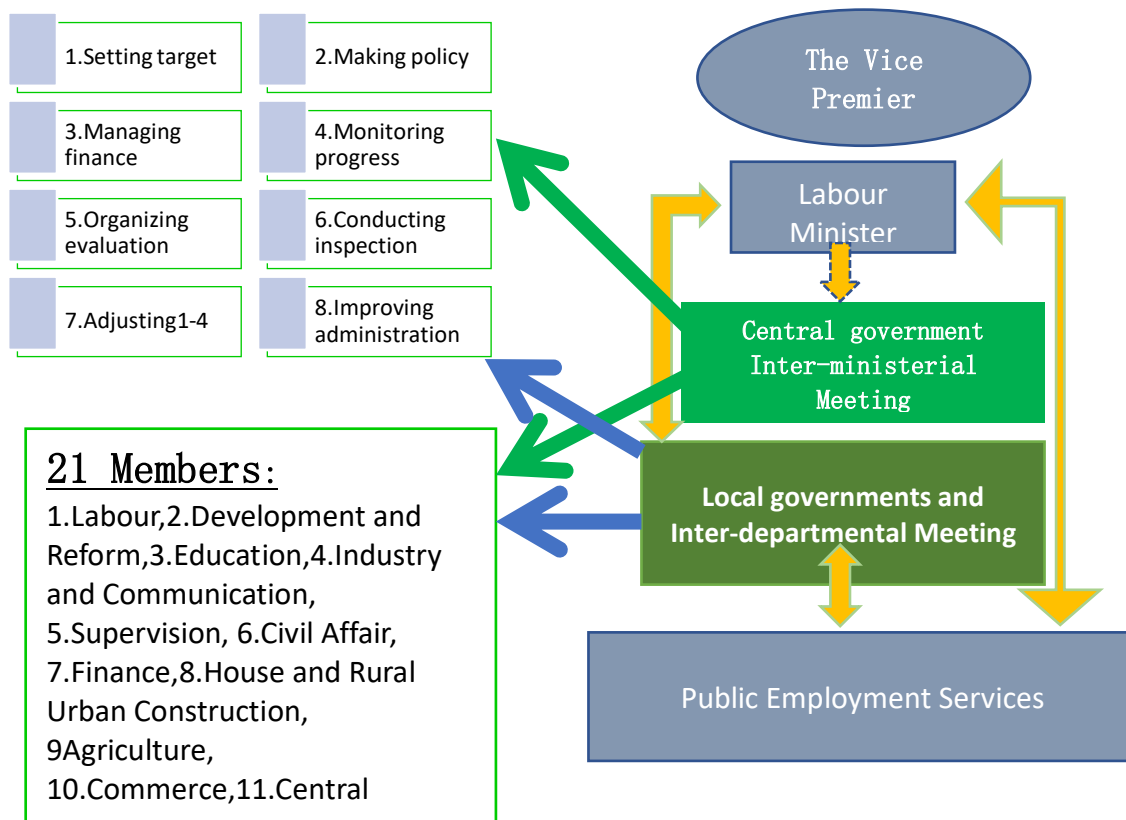 1.Setting target
2.Making policy
3.Managing
finance
4.Monitoring
progress
5.Organizing
evaluation
6.Conducting
inspection
7.Adjusting1-4
8.Improving
administration
The Vice
Premier
Labour
Minister
Central government
Inter-ministerial
Meeting
Local governments and
Inter-departmental Meeting
Public Employment Services
21 Members:
1.Labour,2.Development and
Reform,3.Education,4.Industry
and Communication,
5.Supervision, 6.Civil Affair,
7.Finance,8.House and Rural
Urban Construction,
9Agriculture,
10.Commerce,11.Central